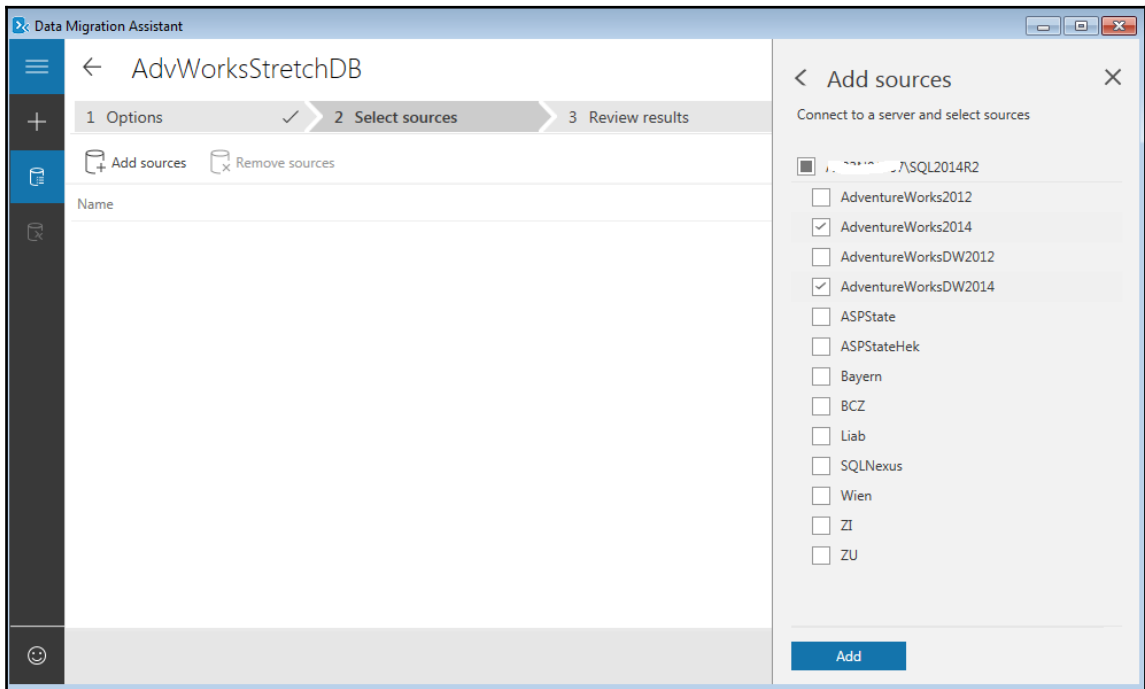 Data Migration Assistant
AdvWorksStretchDB
1 Options
2 Select sources
3 Review results
Add sources
Remove sources
Name
Add sources
Connect to a server and select sources
\SQL2014R2
AdventureWorks2012
AdventureWorks2014
AdventureWorksDW2012
AdventureWorksDW2014
ASPState
ASPStateHek
Bayern
BCZ
Liab
SQLNexus
Wien
ZI
ZU
Add